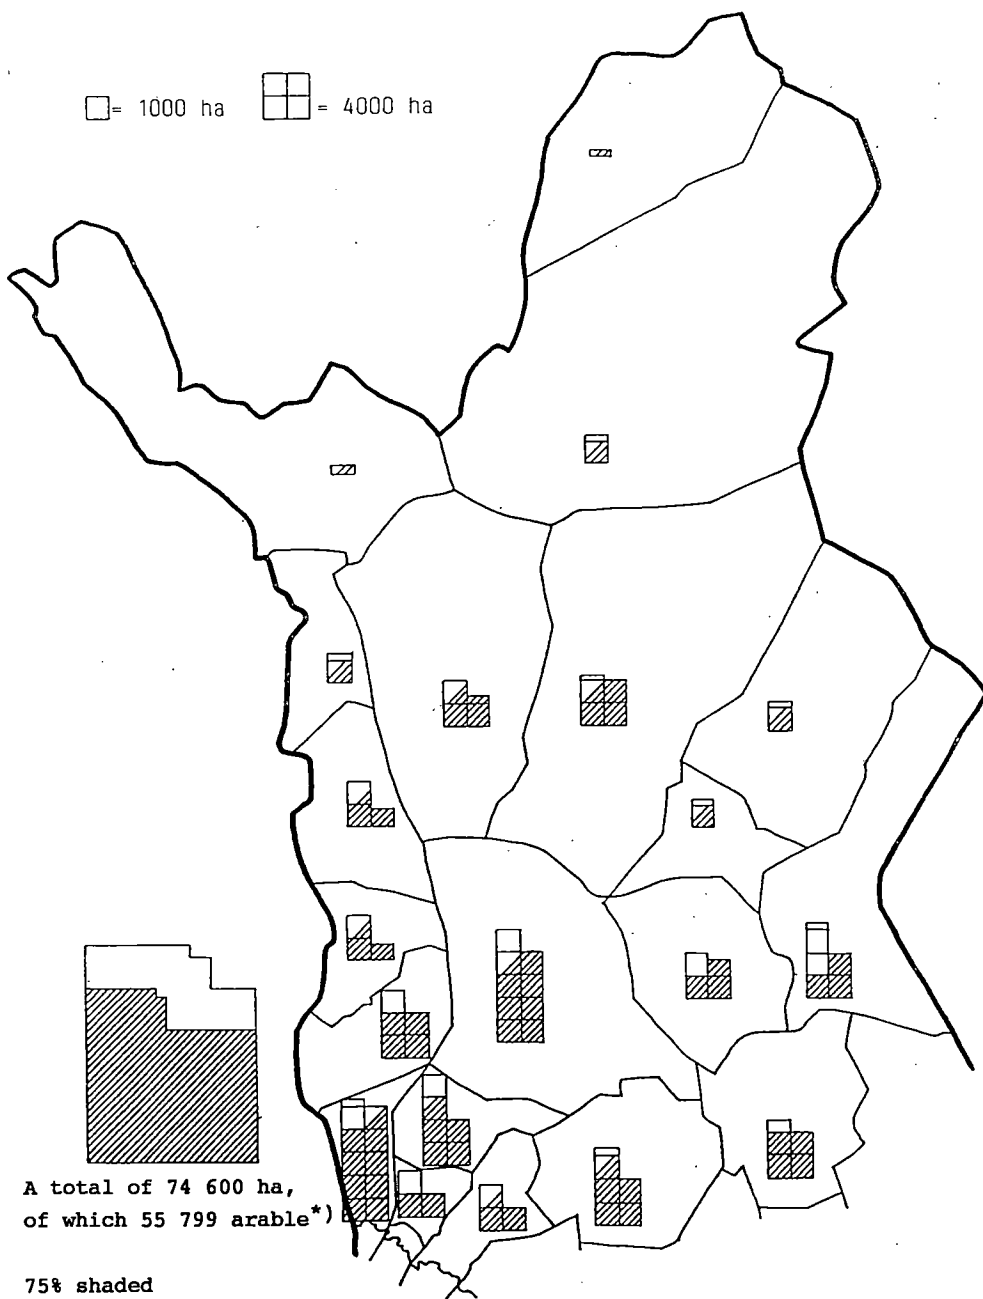 = 1000 ha = 4000 ha
A total of 74 600 ha,
of which 55 799 arable*)
75% shaded